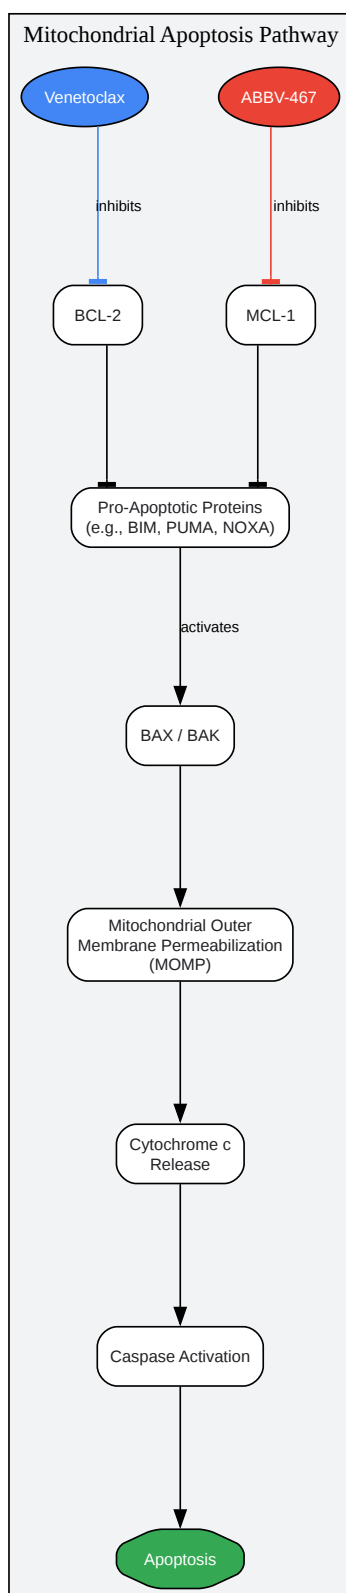 Mitochondrial Apoptosis Pathway
Venetoclax
ABBV-467
inhibits
inhibits
BCL-2
MCL-1
Pro-Apoptotic Proteins
(e.g., BIM, PUMA, NOXA)
activates
BAX / BAK
Mitochondrial Outer
Membrane Permeabilization
(MOMP)
Cytochrome c
Release
Caspase Activation
Apoptosis